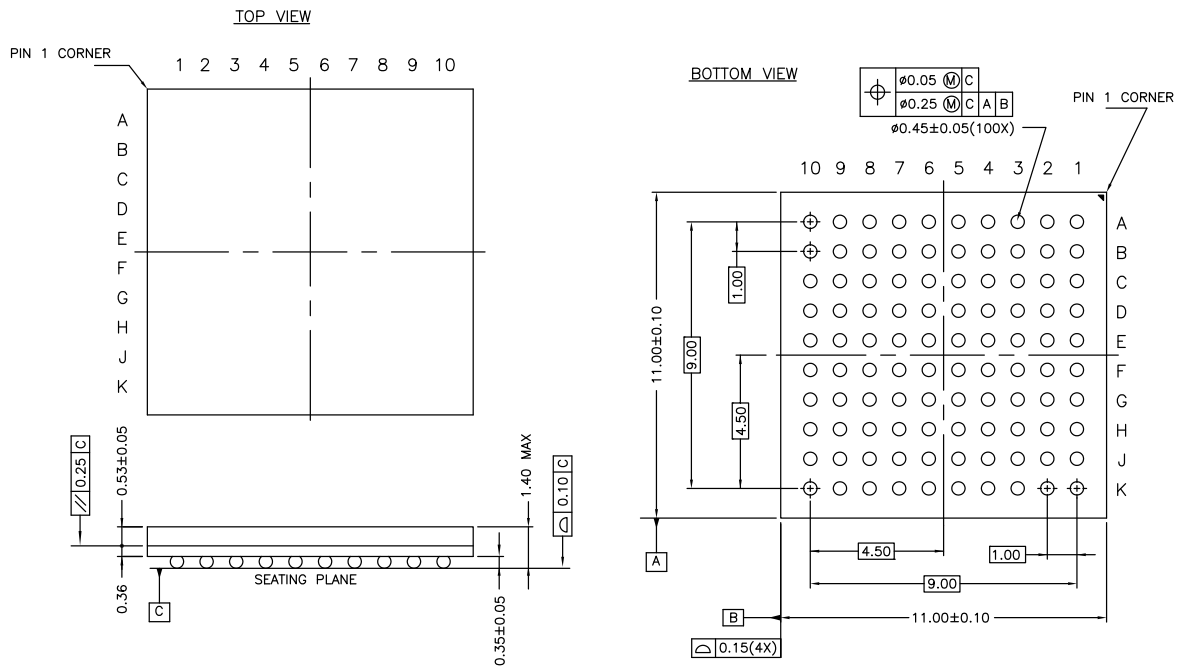 TOP VIEW
PIN 1 CORNER
1 2 3 4 5 6 7 8 9 10
A
B
C
D
E
F
G
H
J
K
0.25 C
0.53±0.05
0.36
C
SEATING PLANE
1.40 MAX
0.10 C
0.35±0.05
BOTTOM VIEW
ø0.05 Ⓜ C
ø0.25 Ⓜ C A B
ø0.45±0.05(100X)
PIN 1 CORNER
10 9 8 7 6 5 4 3 2 1
A
B
C
D
E
F
G
H
J
K
11.00±0.10
9.00
1.00
4.50
A
4.50
1.00
9.00
B
11.00±0.10
0.15(4X)